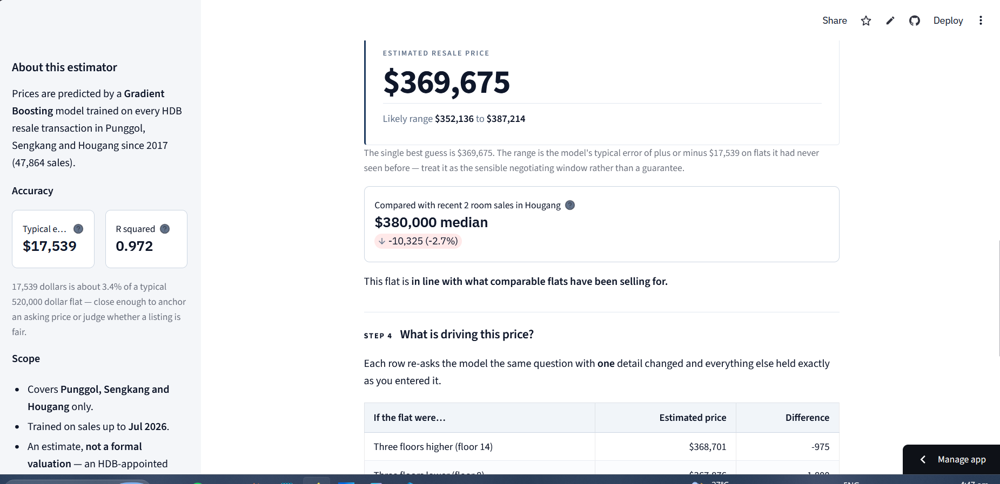 Share
Deploy
About this estimator
Prices are predicted by a Gradient
Boosting model trained on every HDB
resale transaction in Punggol,
Sengkang and Hougang since 2017
(47,864 sales).
Accuracy
Typical e…
$17,539
R squared
0.972
17,539 dollars is about 3.4% of a typical
520,000 dollar flat — close enough to anchor
an asking price or judge whether a listing is
fair.
Scope
Covers Punggol, Sengkang and
Hougang only.
Trained on sales up to Jul 2026.
An estimate, not a formal
valuation — an HDB-appointed
ESTIMATED RESALE PRICE
$369,675
Likely range $352,136 to $387,214
The single best guess is $369,675. The range is the model's typical error of plus or minus $17,539 on flats it had never
seen before — treat it as the sensible negotiating window rather than a guarantee.
Compared with recent 2 room sales in Hougang
$380,000 median
↓ -10,325 (-2.7%)
This flat is in line with what comparable flats have been selling for.
STEP 4 What is driving this price?
Each row re-asks the model the same question with one detail changed and everything else held exactly
as you entered it.
If the flat were… Estimated price Difference
Three floors higher (floor 14) $368,701 -975
Three floors lower (floor 8)
Manage app